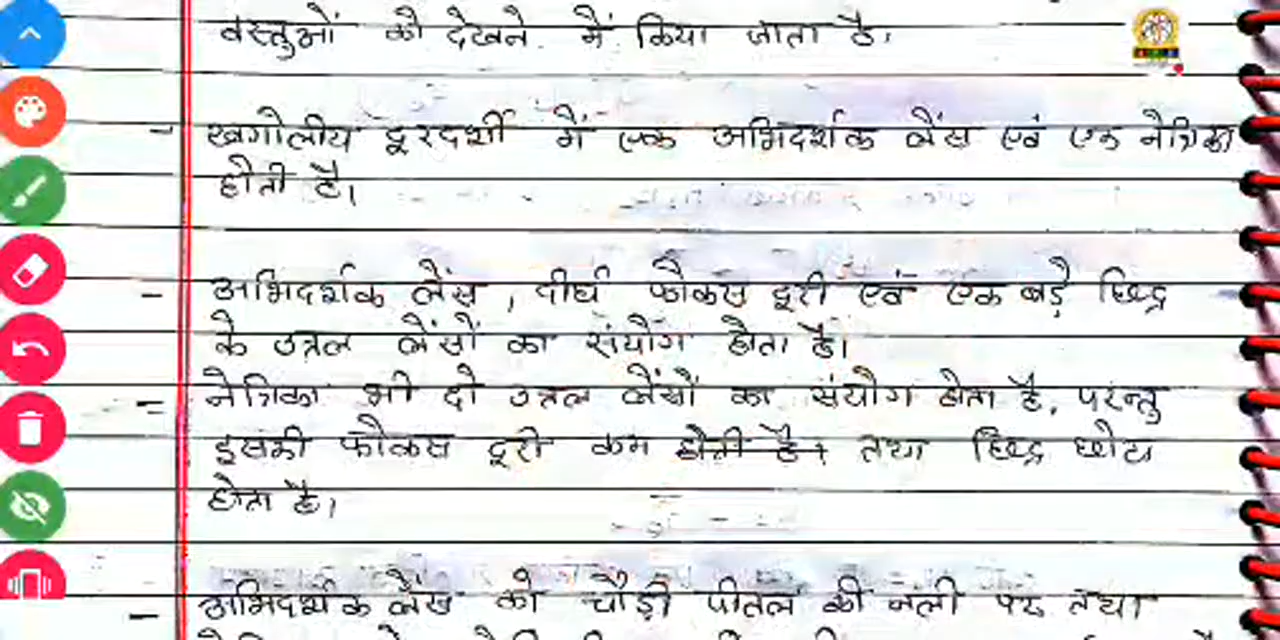 वस्तुओं को देखने में किया जाता है।
- खगोलीय दूरदर्शी में एक अभिदर्शक लेंस एवं एक नेत्रिका
होती है।
- अभिदर्शक लेंस, दीर्घ फोकस दूरी एवं एक बड़े छिद्र
के उत्तल लेंसों का संयोग होता है।
- नेत्रिका भी दो उत्तल लेंसों का संयोग होता है, परन्तु
इसकी फोकस दूरी कम होती है। तथा छिद्र छोटा
होता है।
- अभिदर्शक लेंस को चौड़ी पीतल की नली पर तथा